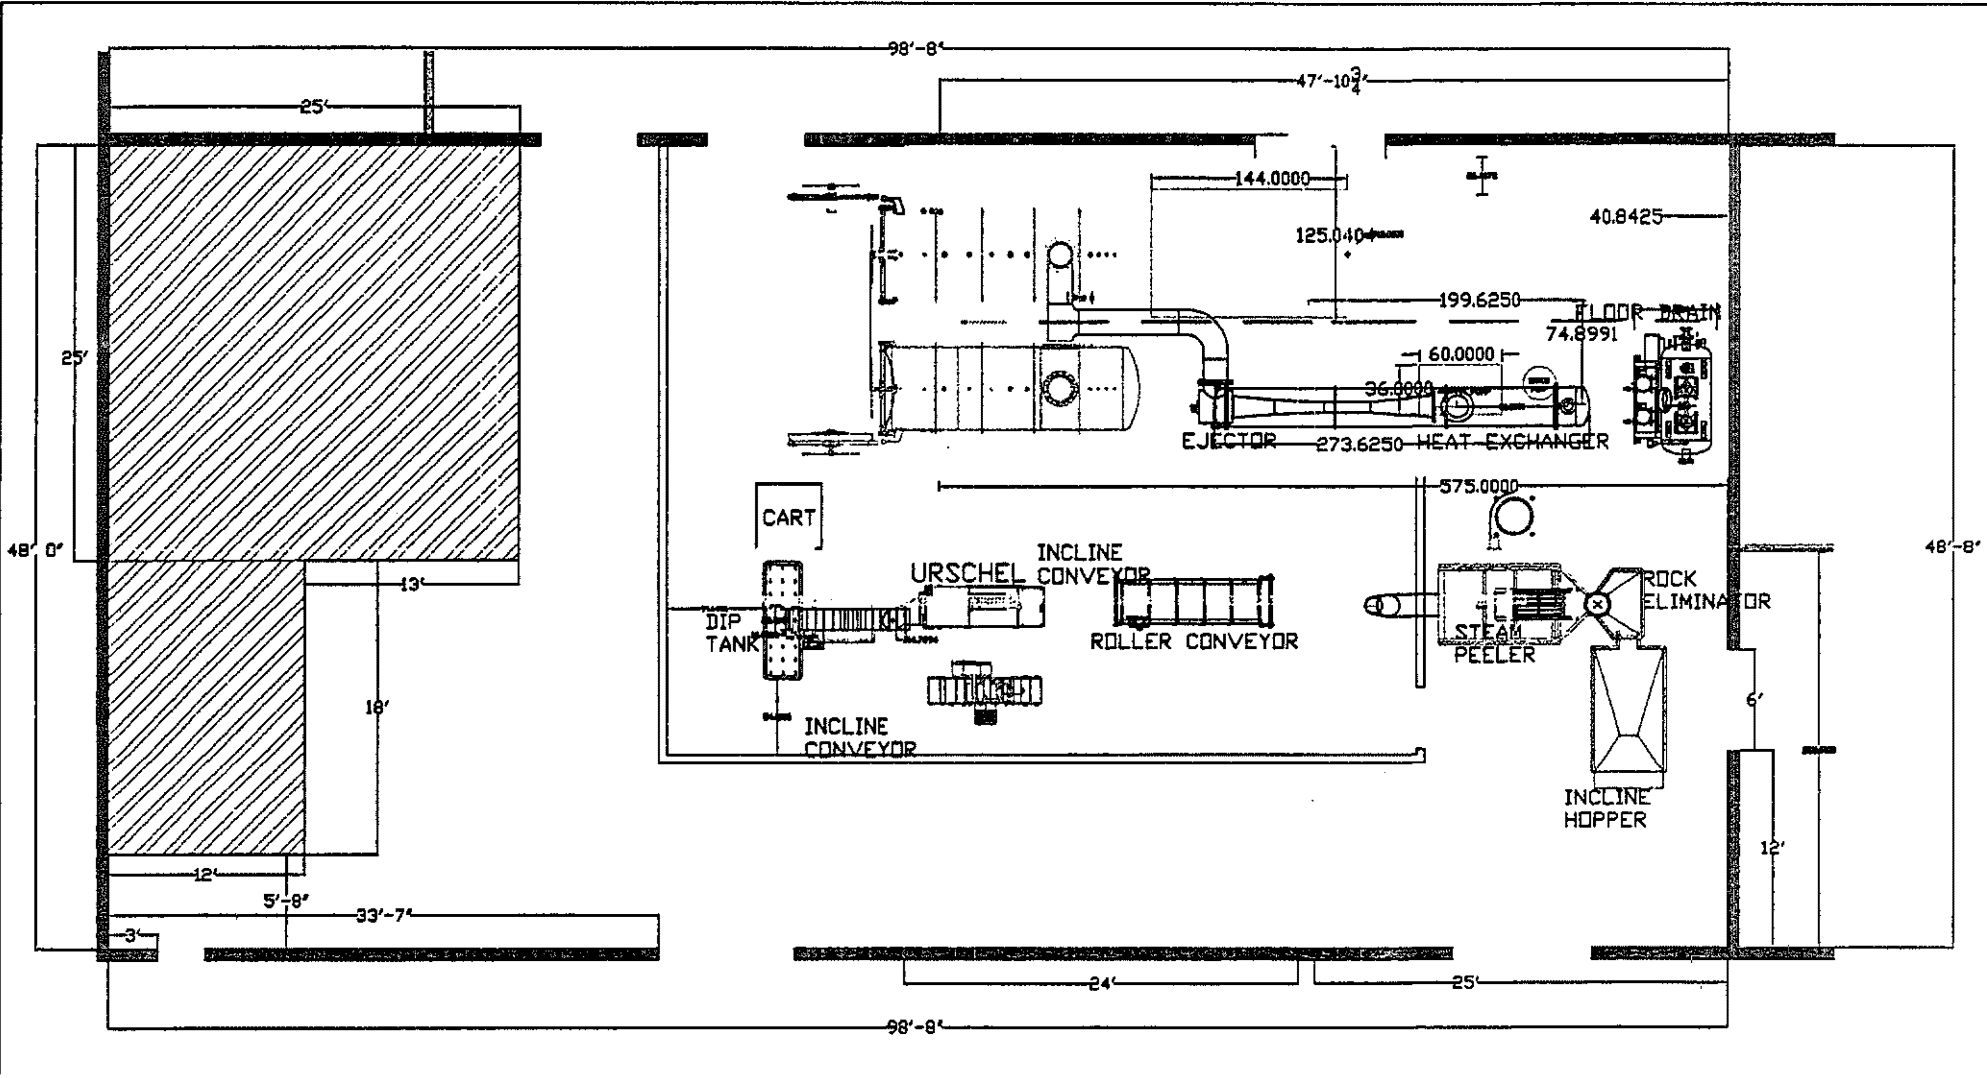 98'-8"
47'-10 3/4"
25'
144.0000
40.8425
125.040
199.6250
FLOOR DRAIN
74.8991
60.0000
36.0000
25'
EJECTOR
273.6250
HEAT EXCHANGER
575.0000
CART
48' 0"
48'-8"
INCLINE
CONVEYOR
URSCHEL
13'
ROCK
ELIMINATOR
DIP
TANK
ROLLER CONVEYOR
STEAM
PEELER
18'
6'
INCLINE
CONVEYOR
INCLINE
HOPPER
12'
12'
5'-8"
33'-7"
3'
24'
25'
98'-8"